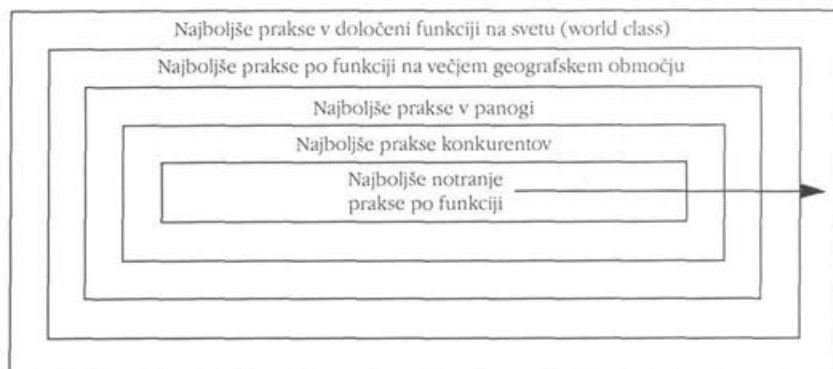 Najboljše prakse v določeni funkciji na svetu (world class)
Najboljše prakse po funkciji na večjem geografskem območju
Najboljše prakse v panogi
Najboljše prakse konkurentov
Najboljše notranje
prakse po funkciji